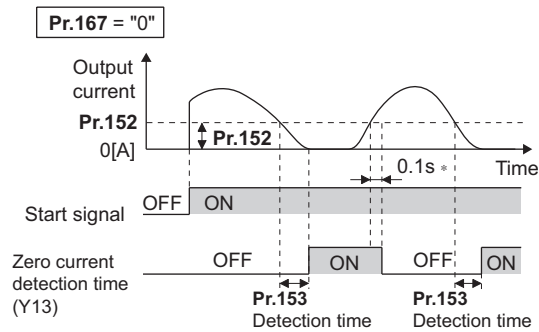 Pr.167 = "0"
Output
current
Pr.152
Pr.152
0[A]
Time
0.1s *
Start signal
OFF
ON
Zero current
detection time
(Y13)
OFF
ON
OFF
ON
Pr.153
Detection time
Pr.153
Detection time